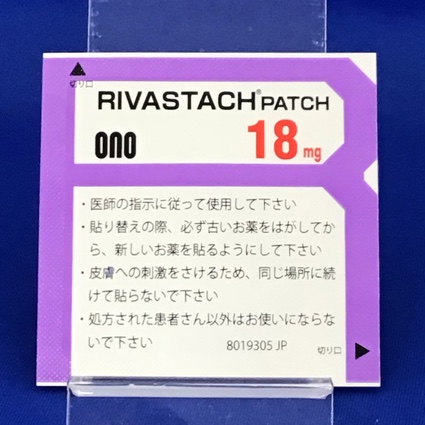 切り口
RIVASTACH® PATCH
ono
18mg
・医師の指示に従って使用して下さい
・貼り替えの際、必ず古いお薬をはがしてか
ら、新しいお薬を貼るようにして下さい
・皮膚への刺激をさけるため、同じ場所に続
けて貼らないで下さい
・処方された患者さん以外はお使いにならな
いで下さい
8019305 JP
切り口